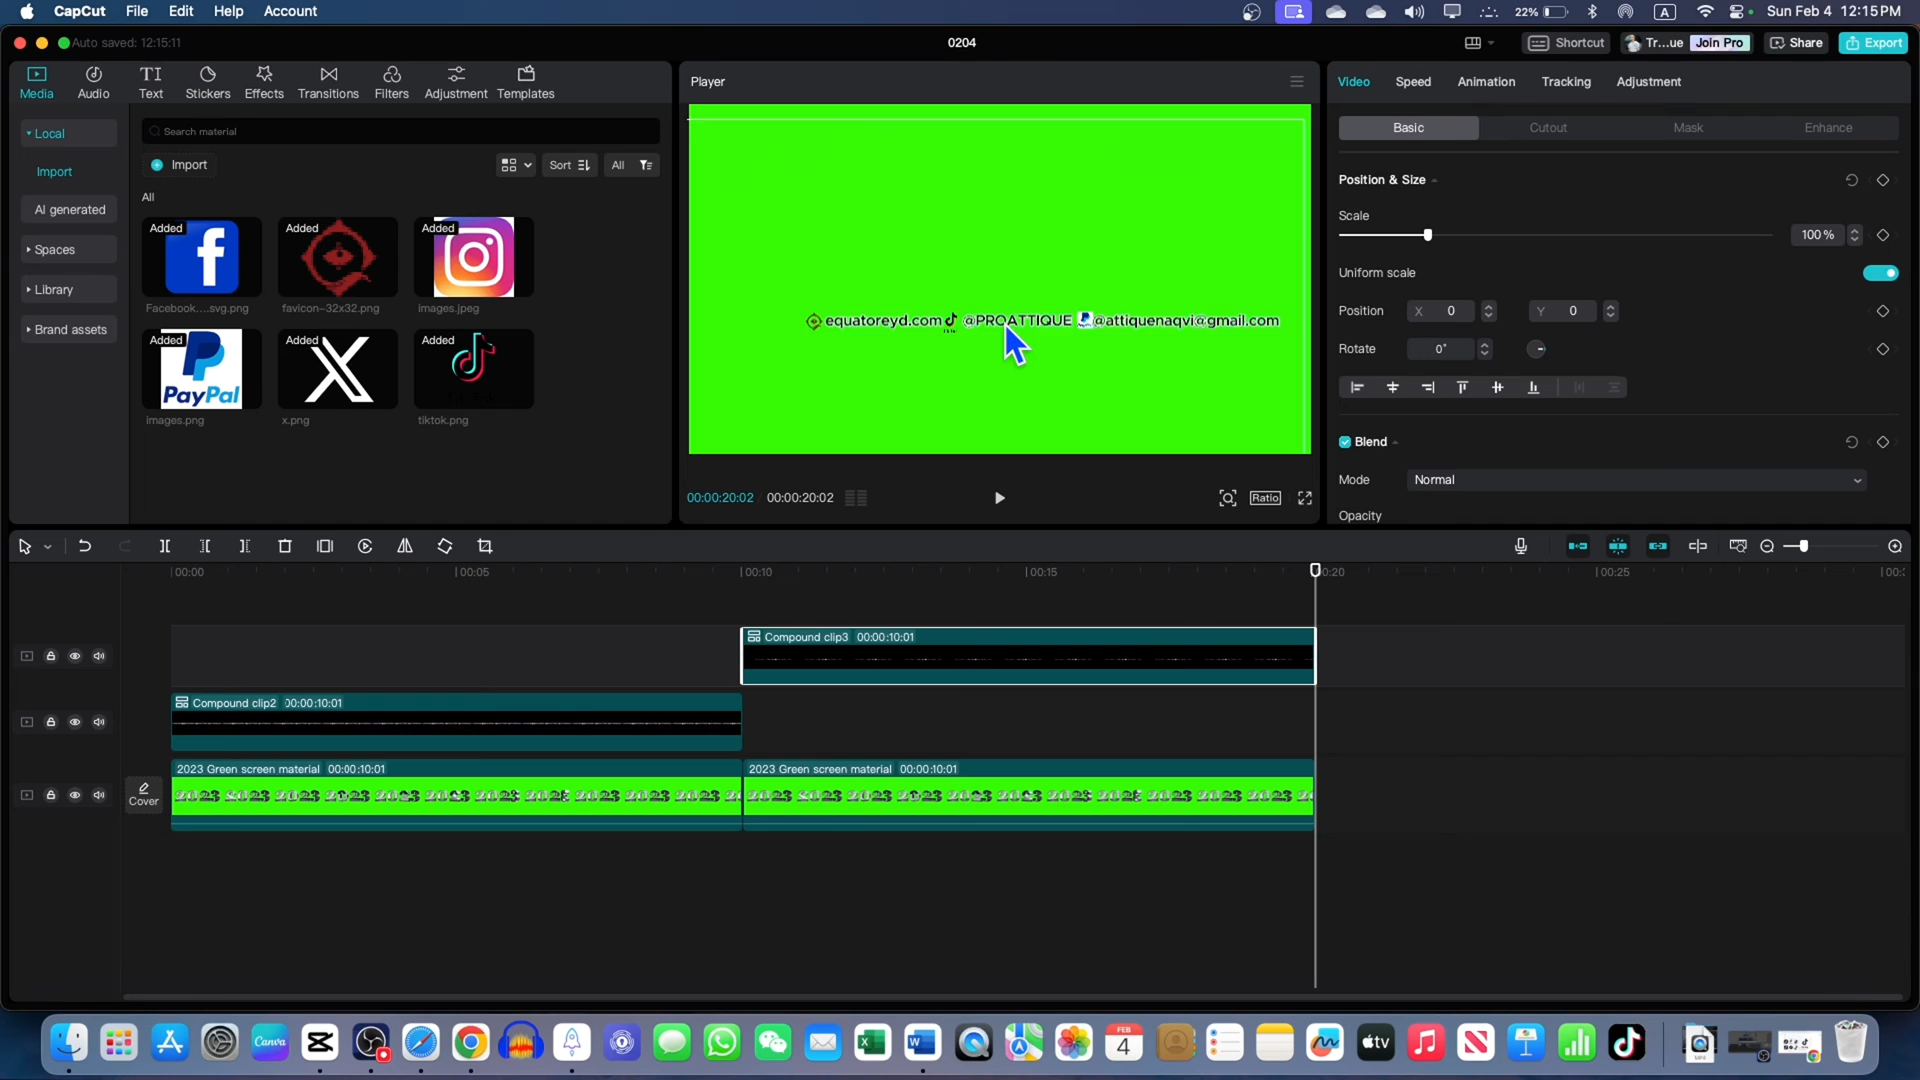 CapCut File Edit Help Account
22% A Sun Feb 4 12:15PM
Auto saved: 12:15:11
0204
Shortcut Tr...ue Join Pro Share Export
Media Audio Text Stickers Effects Transitions Filters Adjustment Templates
Local
Import
AI generated
Spaces
Library
Brand assets
Search material
Import Sort All
All
Added Added Added
Facebook....svg.png favicon-32x32.png images.jpeg
Added Added Added
PayPal
images.png x.png tiktok.png
Player
equatoreyd.com @PROATTIQUE @attiquenaqvi@gmail.com
00:00:20:02 00:00:20:02 Ratio
Video Speed Animation Tracking Adjustment
Basic Cutout Mask Enhance
Position & Size
Scale
100 %
Uniform scale
Position X 0 Y 0
Rotate 0°
Blend
Mode Normal
Opacity
00:00 00:05 00:10 00:15 00:20 00:25
Compound clip3 00:00:10:01
Compound clip2 00:00:10:01
2023 Green screen material 00:00:10:01 2023 Green screen material 00:00:10:01
Cover
Canva
FEB
4
tv